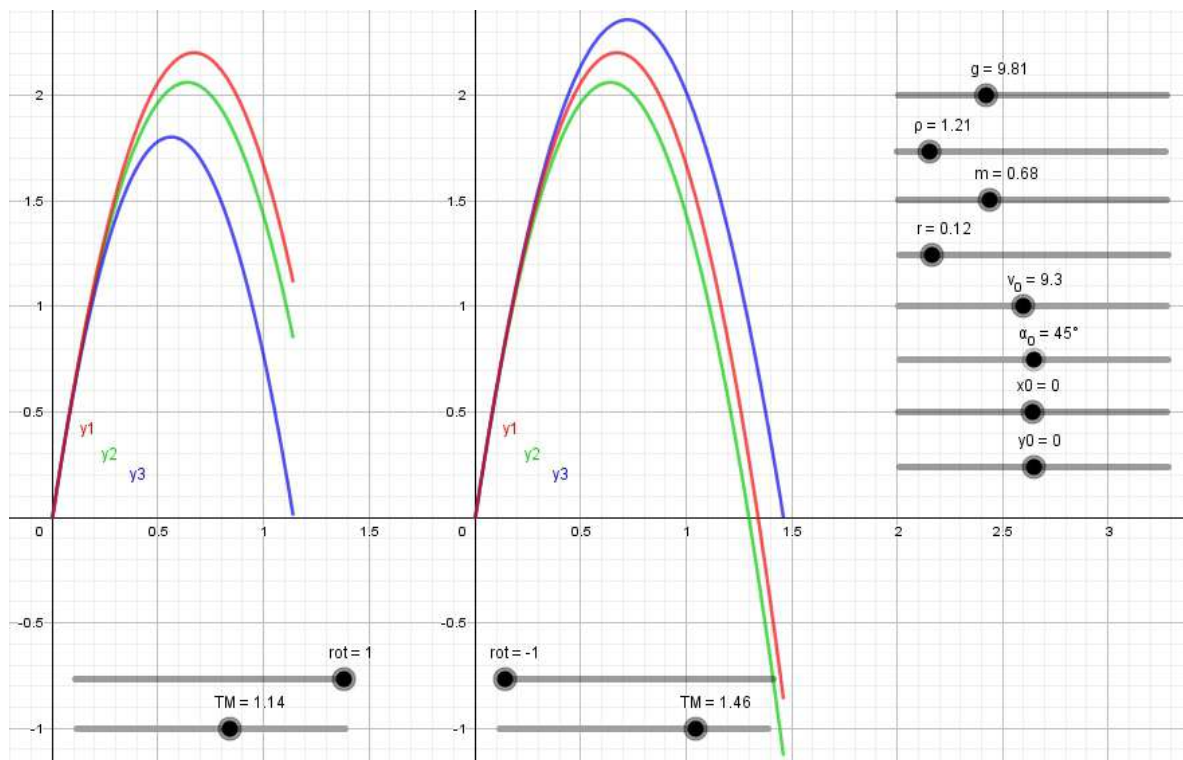 2
1.5
1
0.5
y1
y2
y3
0
0.5
1
1.5
-0.5
-1
rot = 1
TM = 1.14
2
1.5
1
0.5
y1
y2
y3
0
0.5
1
1.5
2
2.5
3
-0.5
-1
rot = -1
TM = 1.46
g = 9.81
ρ = 1.21
m = 0.68
r = 0.12
v₀ = 9.3
α₀ = 45°
x0 = 0
y0 = 0